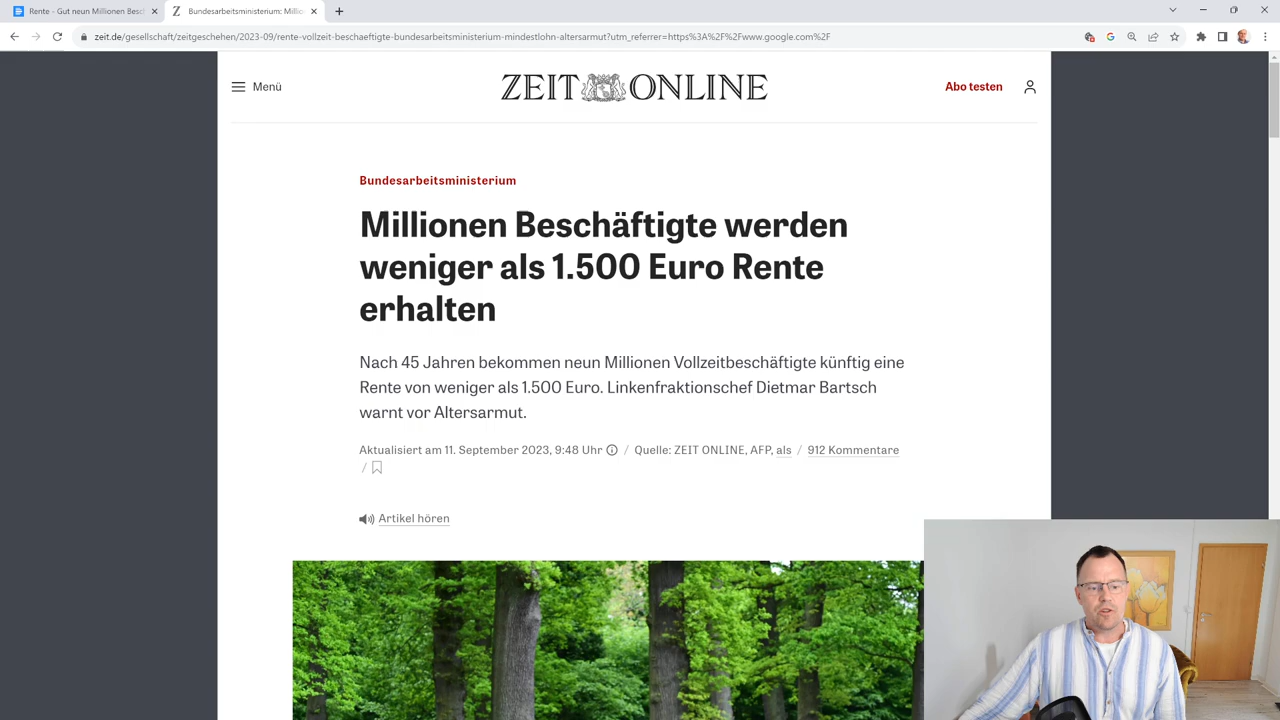 Rente - Gut neun Millionen Besch
Bundesarbeitsministerium: Millio
zeit.de/gesellschaft/zeitgeschehen/2023-09/rente-vollzeit-beschaeftigte-bundesarbeitsministerium-mindestlohn-altersarmut?utm_referrer=https%3A%2F%2Fwww.google.com%2F
Menü
ZEIT ONLINE
Abo testen
Bundesarbeitsministerium
Millionen Beschäftigte werden
weniger als 1.500 Euro Rente
erhalten
Nach 45 Jahren bekommen neun Millionen Vollzeitbeschäftigte künftig eine
Rente von weniger als 1.500 Euro. Linkenfraktionschef Dietmar Bartsch
warnt vor Altersarmut.
Aktualisiert am 11. September 2023, 9:48 Uhr / Quelle: ZEIT ONLINE, AFP, als / 912 Kommentare
/
Artikel hören